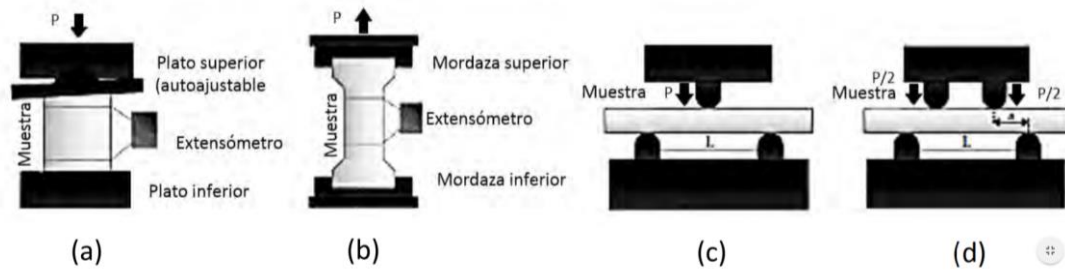 P
Plato superior
(autoajustable
Muestra
Extensómetro
Plato inferior
(a)
P
Mordaza superior
Muestra
Extensómetro
Mordaza inferior
(b)
Muestra
P
L
(c)
P/2
Muestra
P/2
a
L
(d)